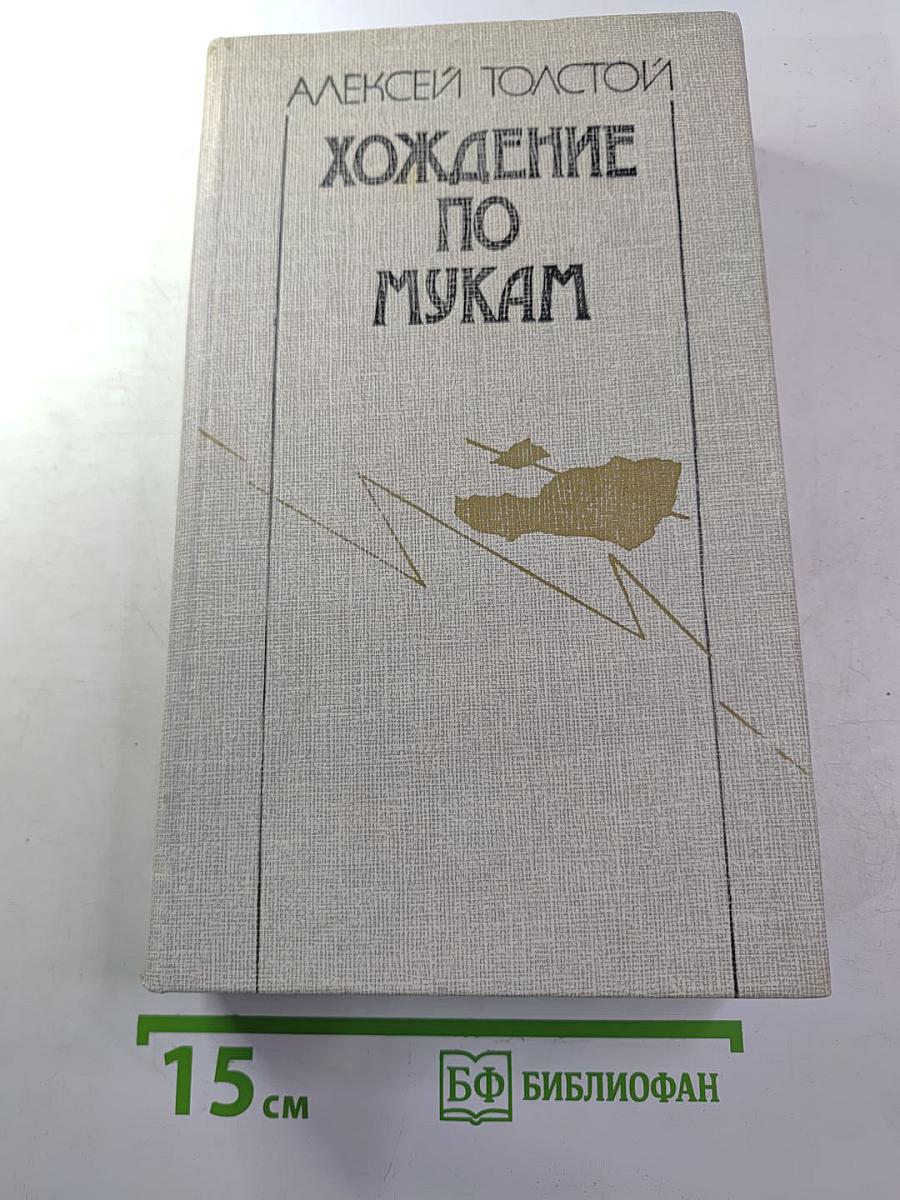 АЛЕКСЕЙ ТОЛСТОЙ
ХОЖДЕНИЕ
ПО
МУКАМ
15 см
БФ БИБЛИОФАН